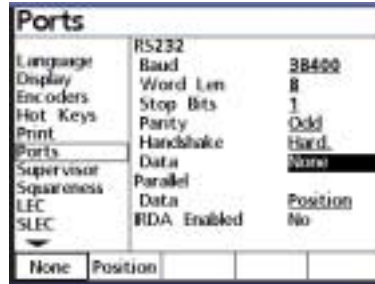 Ports
Language
Display
Encoders
Hot Keys
Print
Ports
Supervisor
Squareness
LEC
SLEC
RS232
Baud 38400
Word Len 8
Stop Bits 1
Parity Odd
Handshake Hard.
Data None
Parallel
Data Position
IRDA Enabled No
None Position